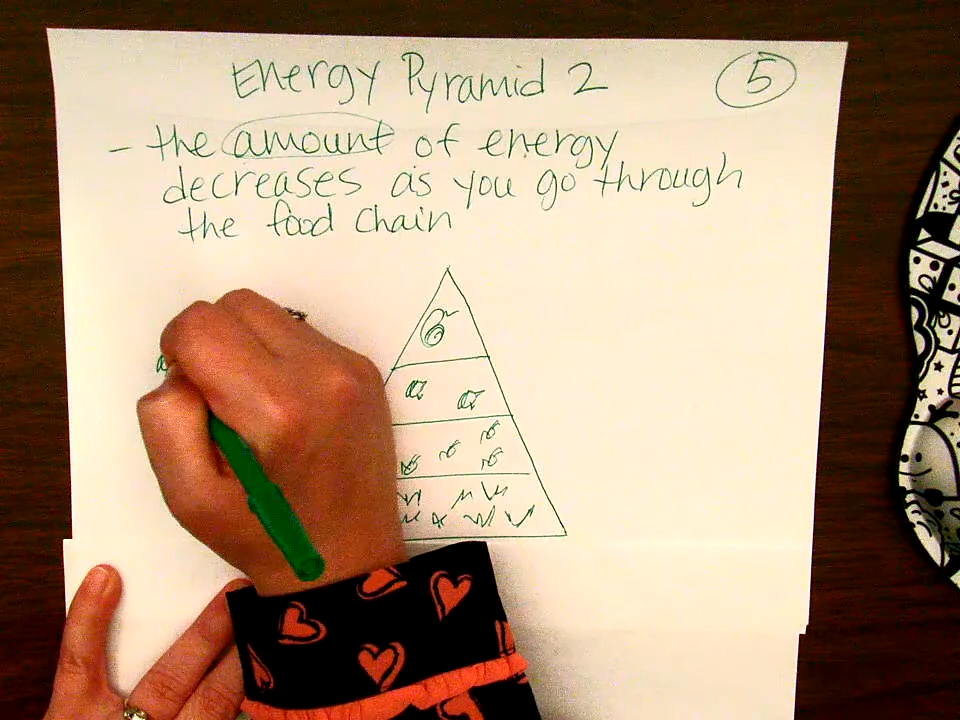 Energy Pyramid 2
5
- the amount of energy
decreases as you go through
the food chain